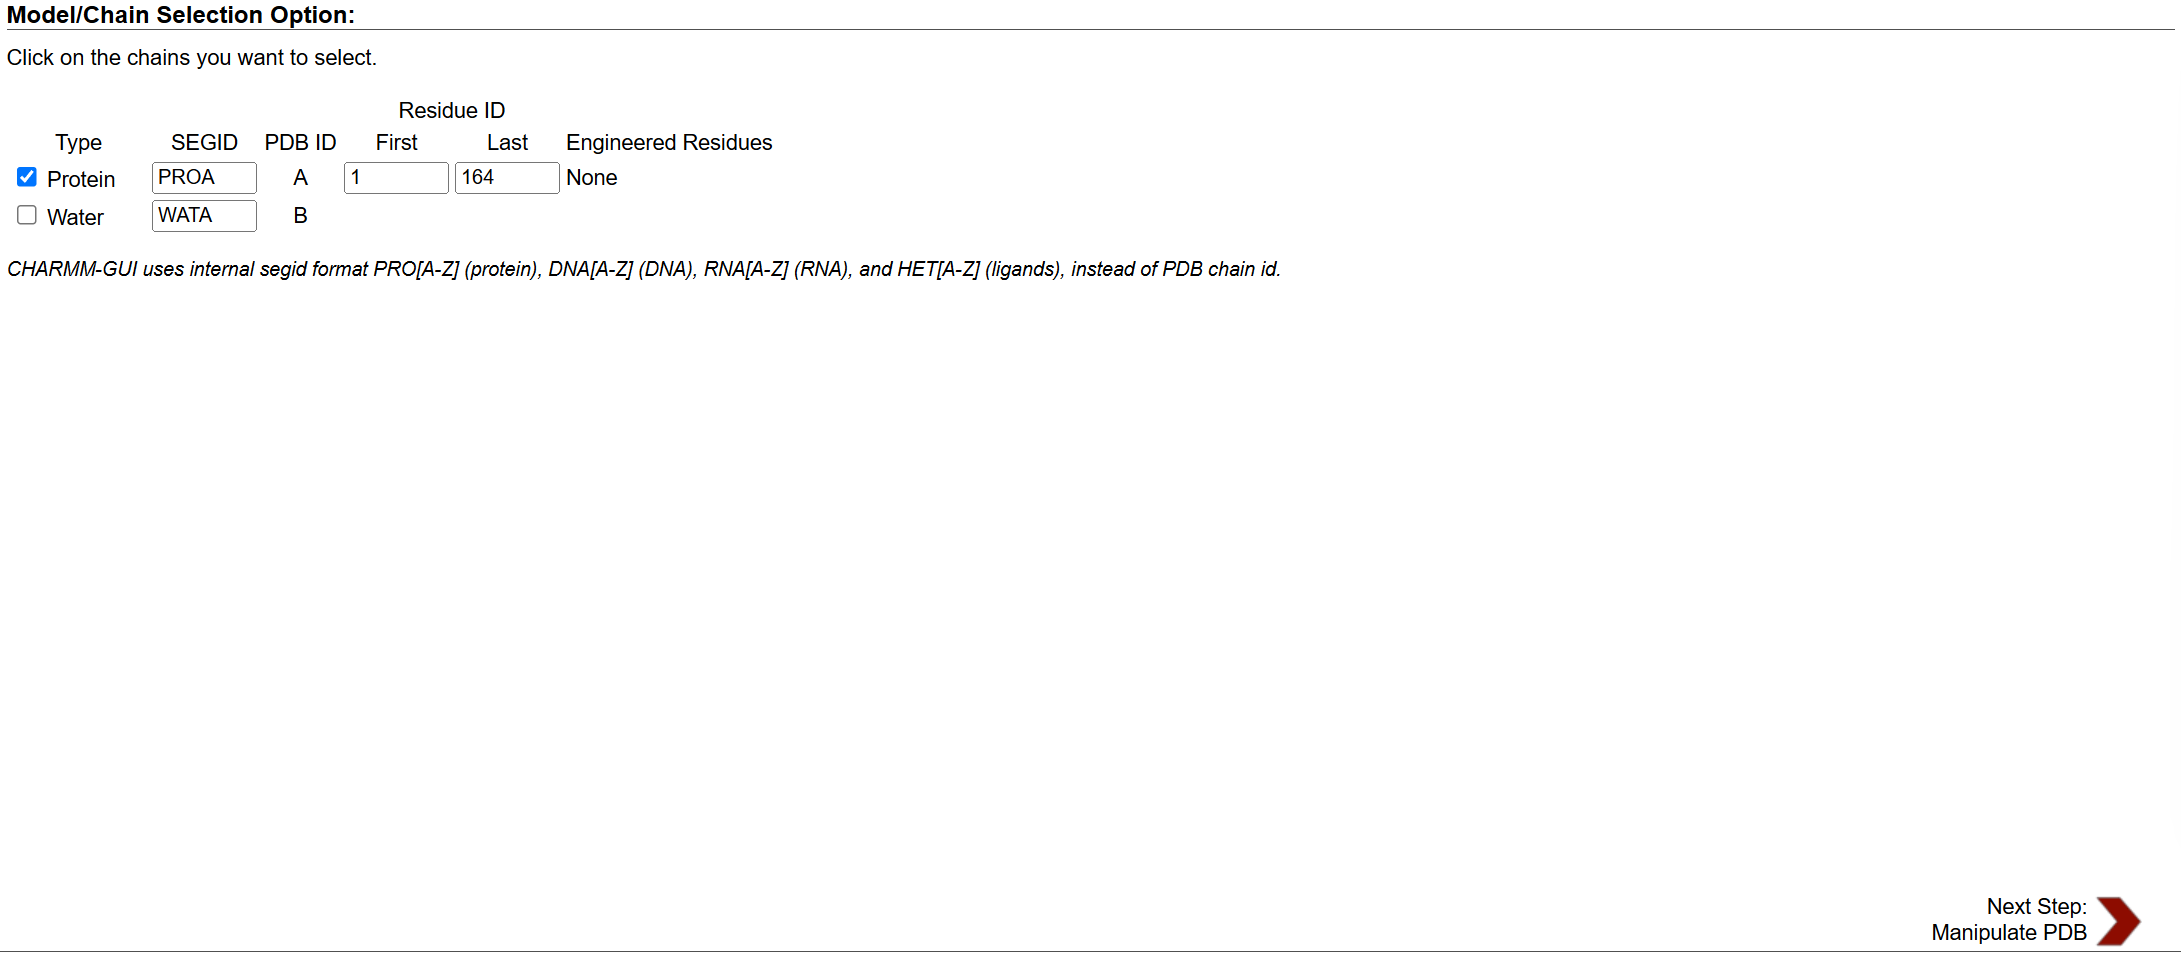 Model/Chain Selection Option:
Click on the chains you want to select.
Residue ID
Type SEGID PDB ID First Last Engineered Residues
Protein PROA A 1 164 None
Water WATA B
CHARMM-GUI uses internal segid format PRO[A-Z] (protein), DNA[A-Z] (DNA), RNA[A-Z] (RNA), and HET[A-Z] (ligands), instead of PDB chain id.
Next Step:
Manipulate PDB